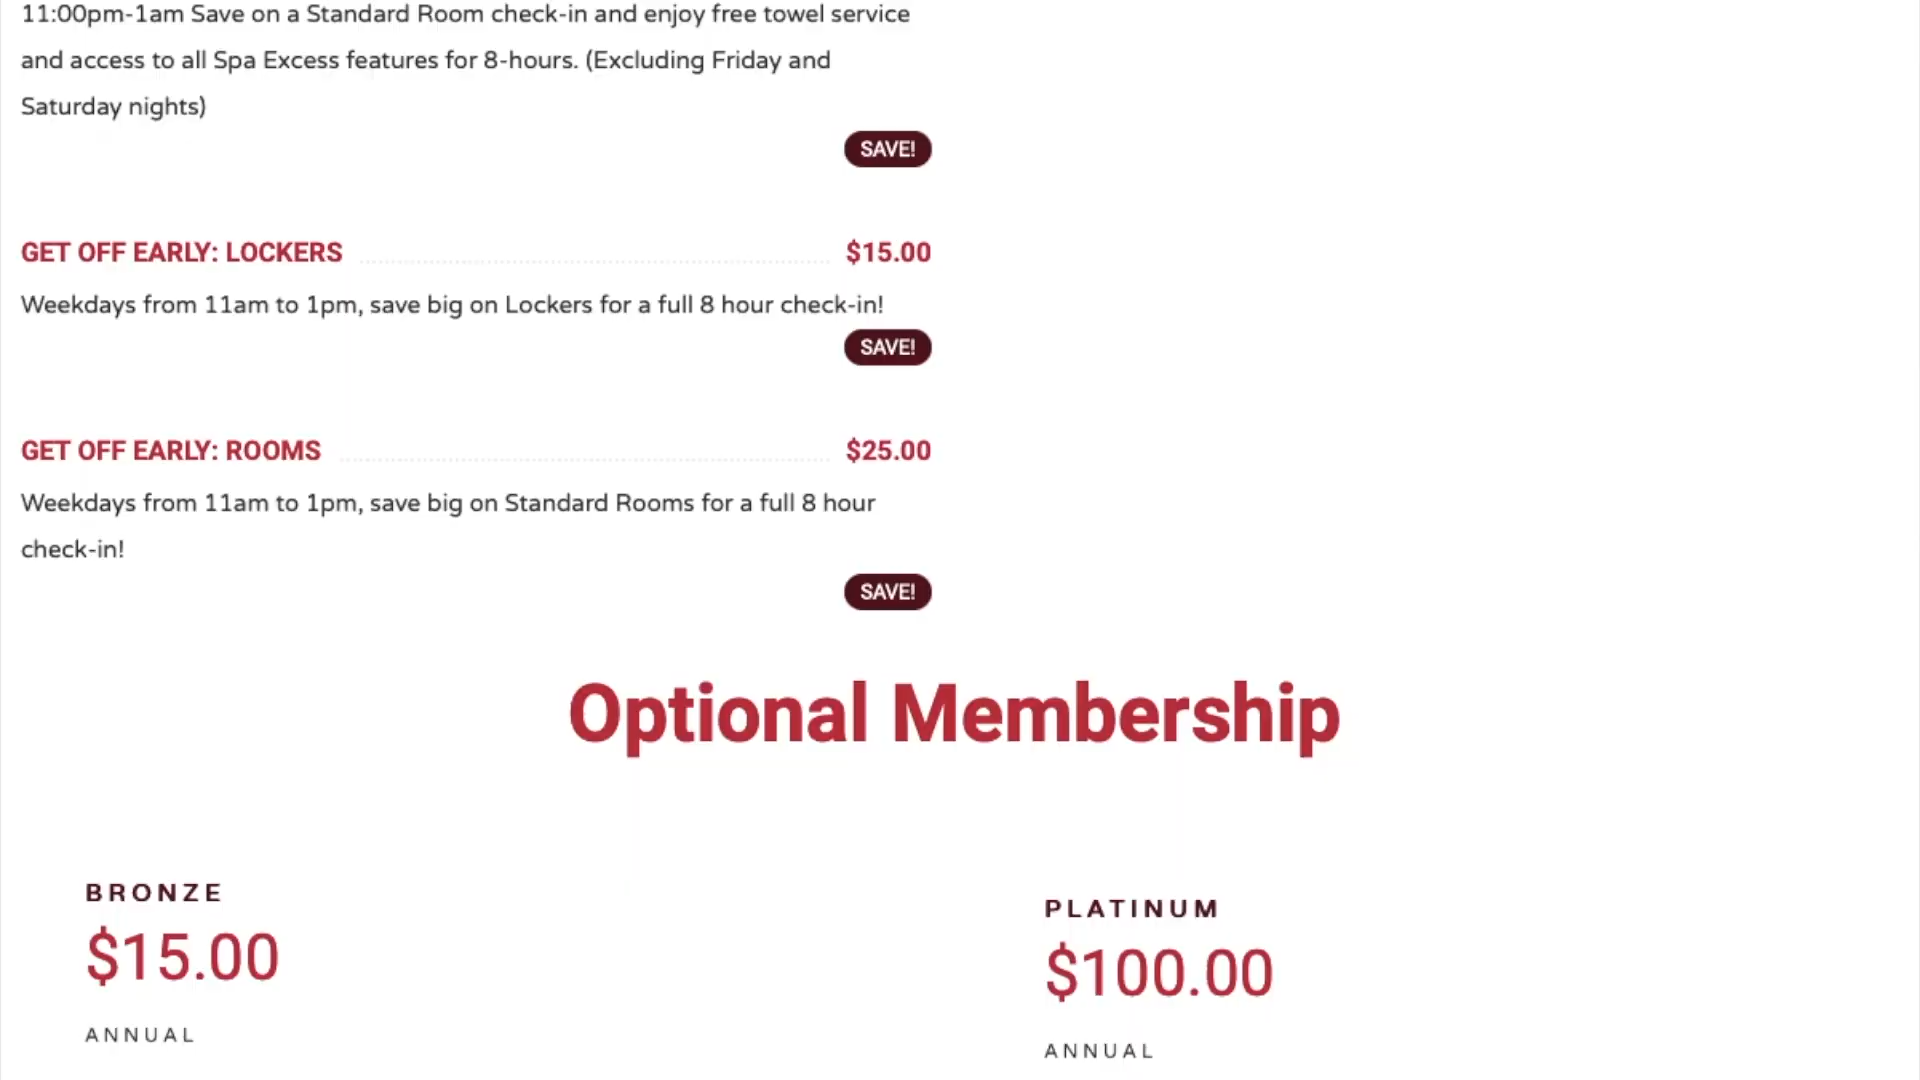 11:00pm-1am Save on a Standard Room check-in and enjoy free towel service
and access to all Spa Excess features for 8-hours. (Excluding Friday and
Saturday nights)
SAVE!
GET OFF EARLY: LOCKERS $15.00
Weekdays from 11am to 1pm, save big on Lockers for a full 8 hour check-in!
SAVE!
GET OFF EARLY: ROOMS $25.00
Weekdays from 11am to 1pm, save big on Standard Rooms for a full 8 hour
check-in!
SAVE!
Optional Membership
BRONZE
$15.00
ANNUAL
PLATINUM
$100.00
ANNUAL